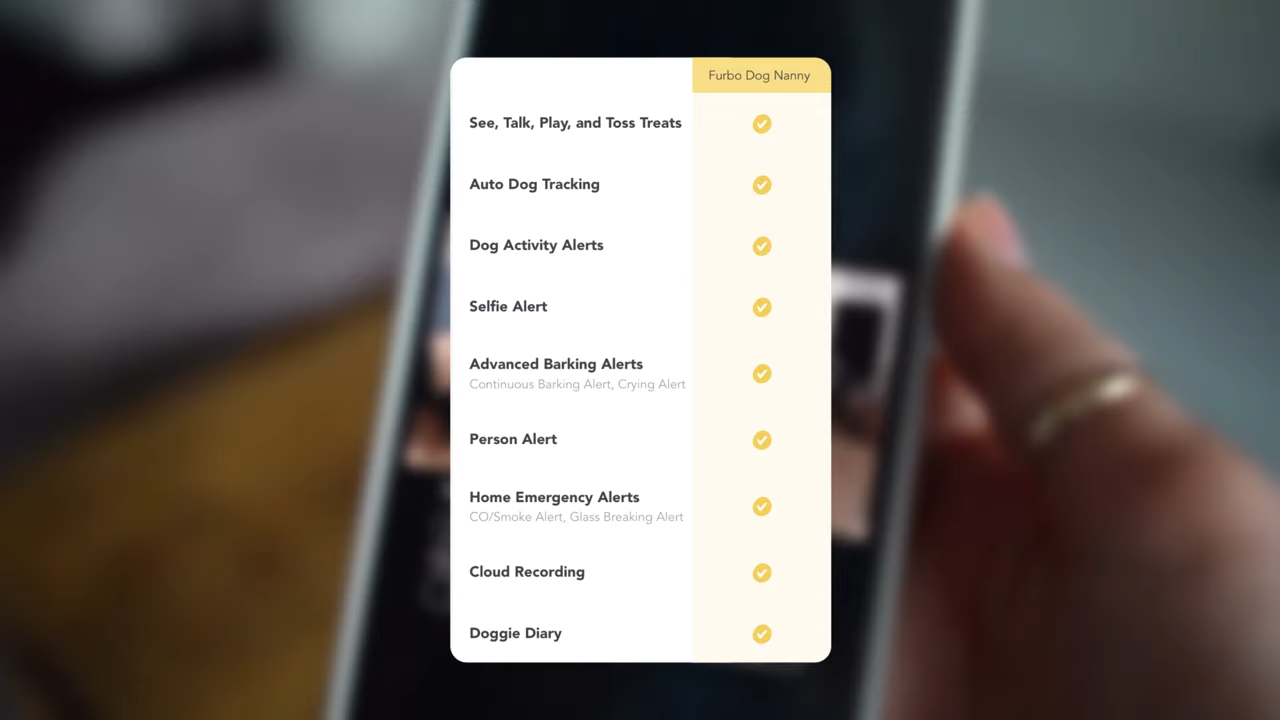 Furbo Dog Nanny
See, Talk, Play, and Toss Treats
Auto Dog Tracking
Dog Activity Alerts
Selfie Alert
Advanced Barking Alerts
Continuous Barking Alert, Crying Alert
Person Alert
Home Emergency Alerts
CO/Smoke Alert, Glass Breaking Alert
Cloud Recording
Doggie Diary